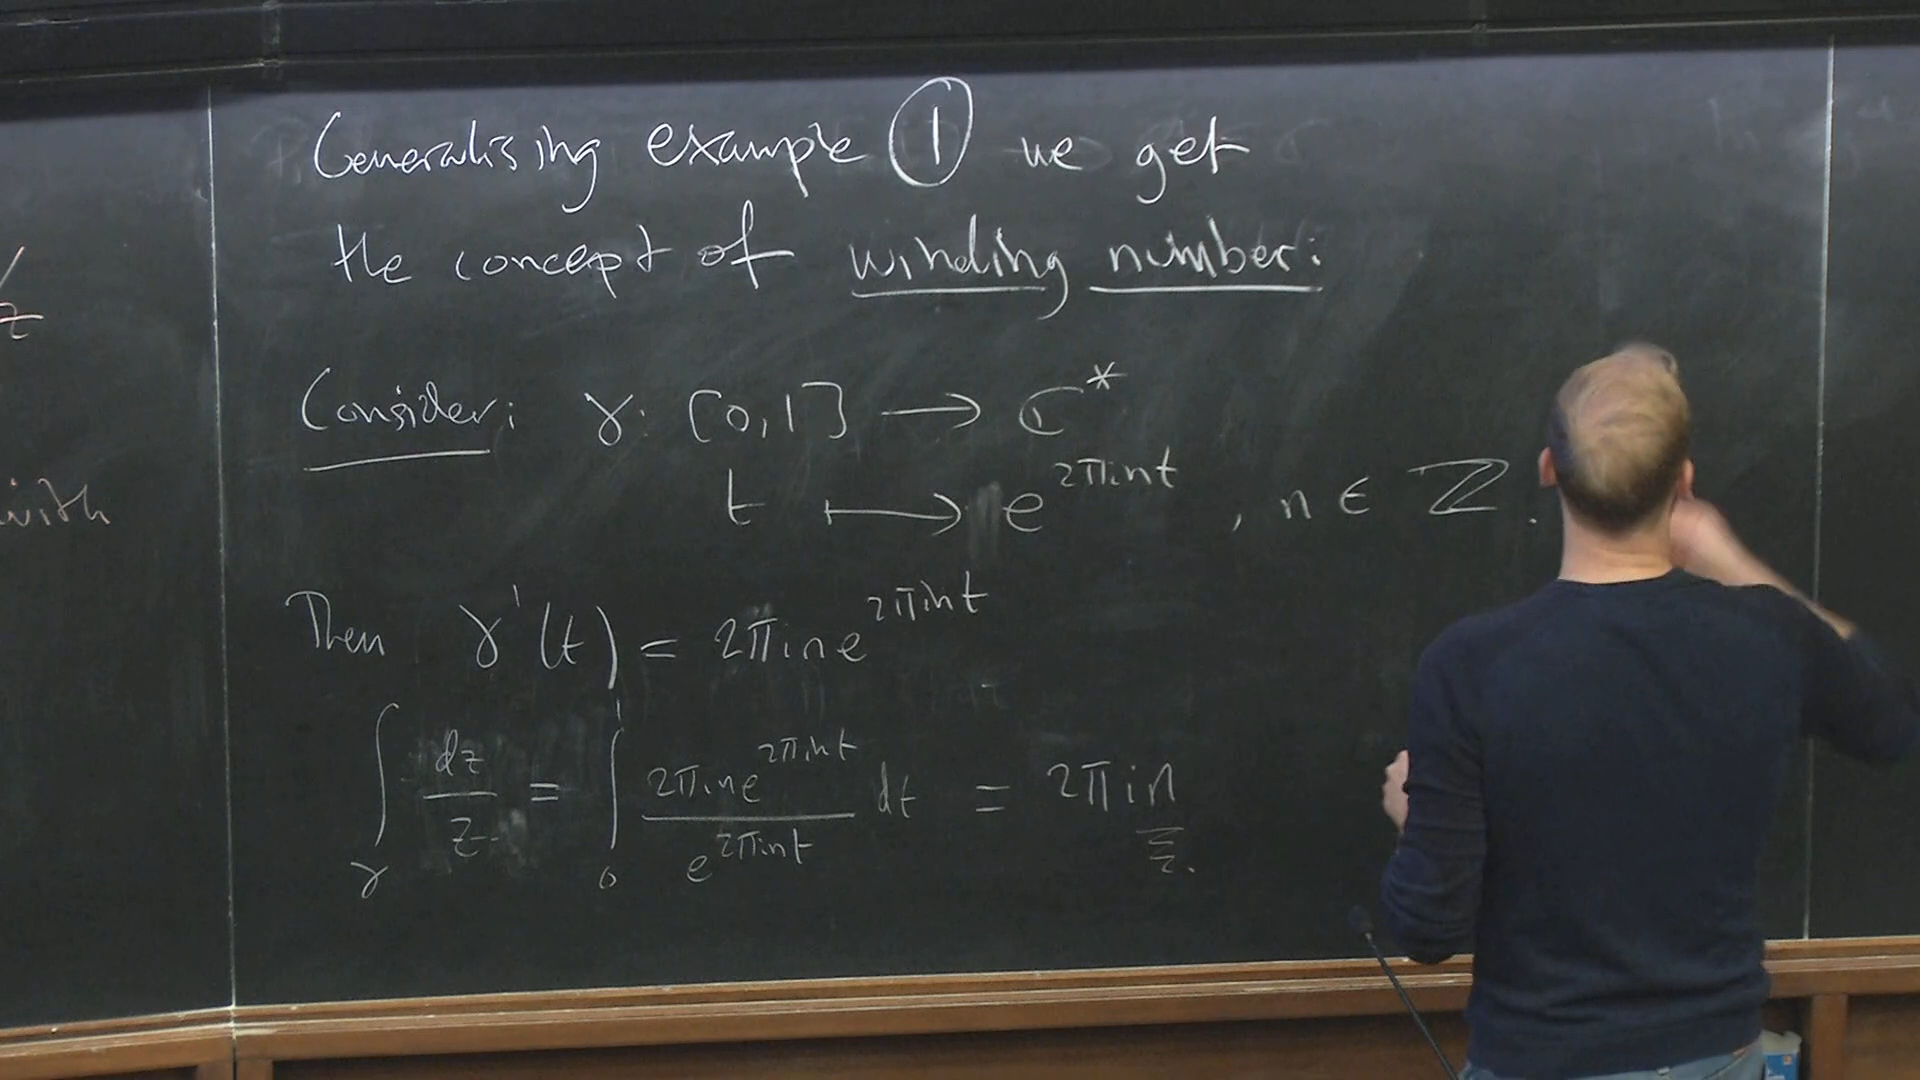 Generalising example ① we get
the concept of winding number:
Consider: γ: [0,1] → ℂ*
t ↦ e^{2πint} , n ∈ ℤ.
Then γ'(t) = 2πine^{2πint}
∫_γ dz/z = ∫_0^1 2πine^{2πint}/e^{2πint} dt = 2πin.
with